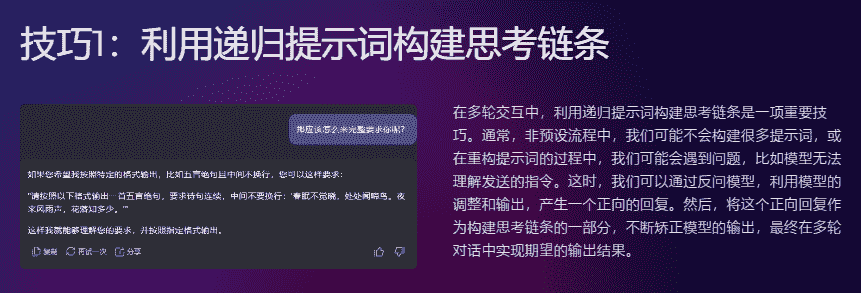 技巧1：利用递归提示词构建思考链条
那应该怎么来完整要求你呢？
如果您希望我按照特定的格式输出，比如五言绝句且中间不换行，您可以这样要求：
"请按照以下格式输出一首五言绝句，要求诗句连续，中间不要换行：'春眠不觉晓，处处闻啼鸟。夜
来风雨声，花落知多少。'"
这样我就能够理解您的要求，并按照指定格式输出。
复制 再试一次 分享
在多轮交互中，利用递归提示词构建思考链条是一项重要技
巧。通常，非预设流程中，我们可能不会构建很多提示词，或
在重构提示词的过程中，我们可能会遇到问题，比如模型无法
理解发送的指令。这时，我们可以通过反问模型，利用模型的
调整和输出，产生一个正向的回复。然后，将这个正向回复作
为构建思考链条的一部分，不断矫正模型的输出，最终在多轮
对话中实现期望的输出结果。